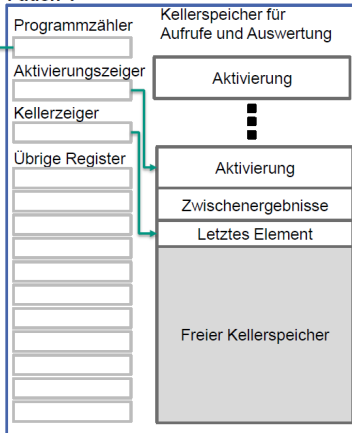 Programmzähler
Aktivierungszeiger
Kellerzeiger
Übrige Register
Kellerspeicher für
Aufrufe und Auswertung
Aktivierung
Aktivierung
Zwischenergebnisse
Letztes Element
Freier Kellerspeicher